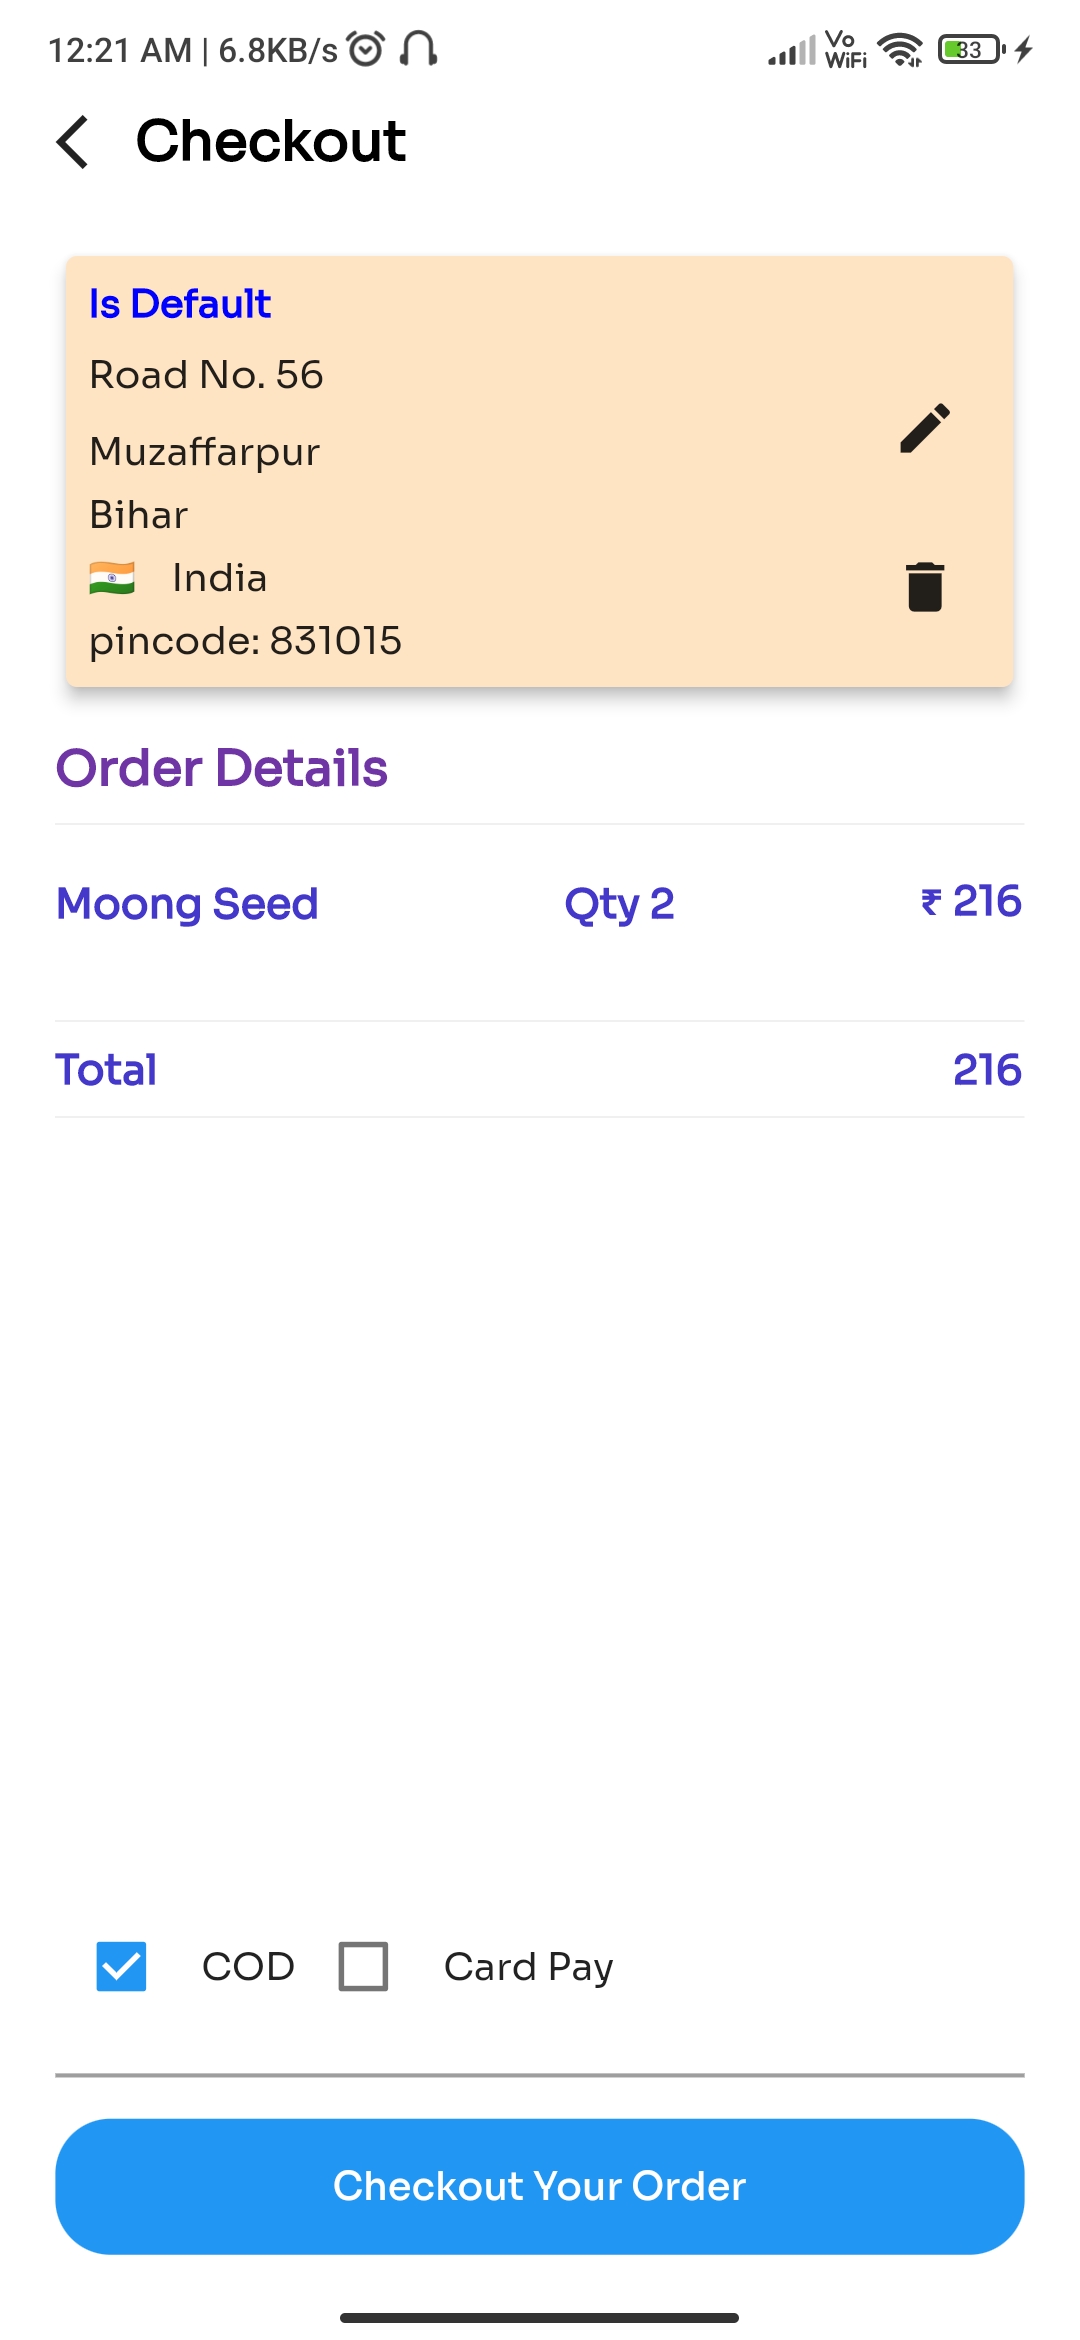 12:21 AM | 6.8KB/s Vo WiFi 33
Checkout
Is Default
Road No. 56
Muzaffarpur
Bihar
India
pincode: 831015
Order Details
Moong Seed Qty 2 ₹ 216
Total 216
COD Card Pay
Checkout Your Order